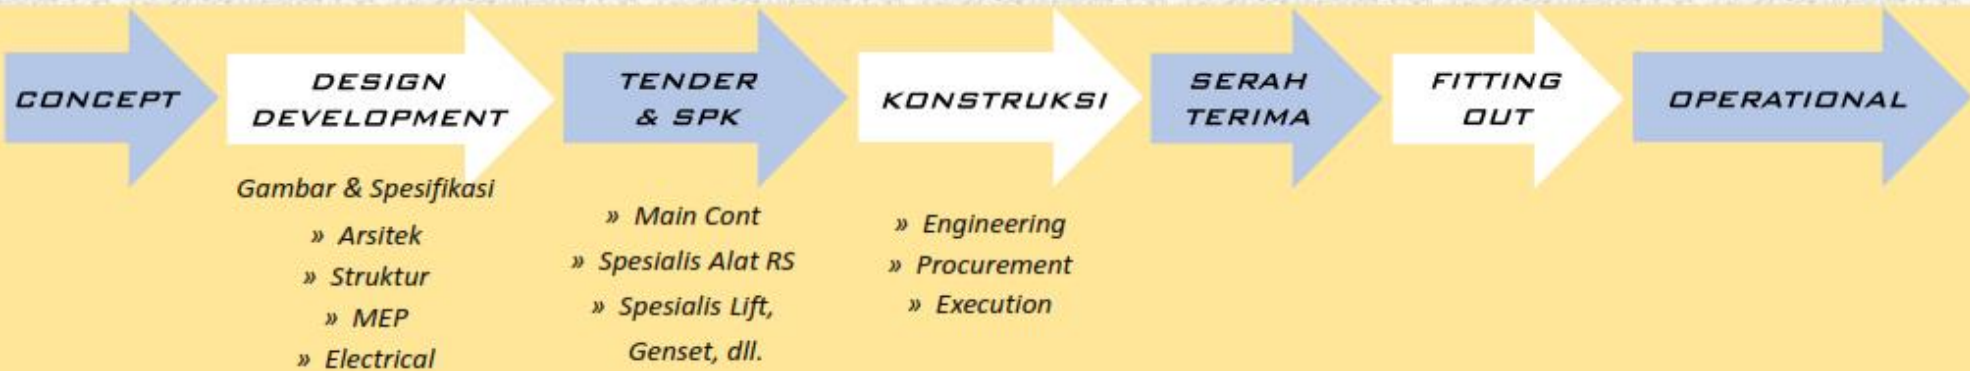 CONCEPT
DESIGN
DEVELOPMENT
Gambar & Spesifikasi
» Arsitek
» Struktur
» MEP
» Electrical
TENDER
& SPK
» Main Cont
» Spesialis Alat RS
» Spesialis Lift,
Genset, dll.
KONSTRUKSI
» Engineering
» Procurement
» Execution
SERAH
TERIMA
FITTING
OUT
OPERATIONAL